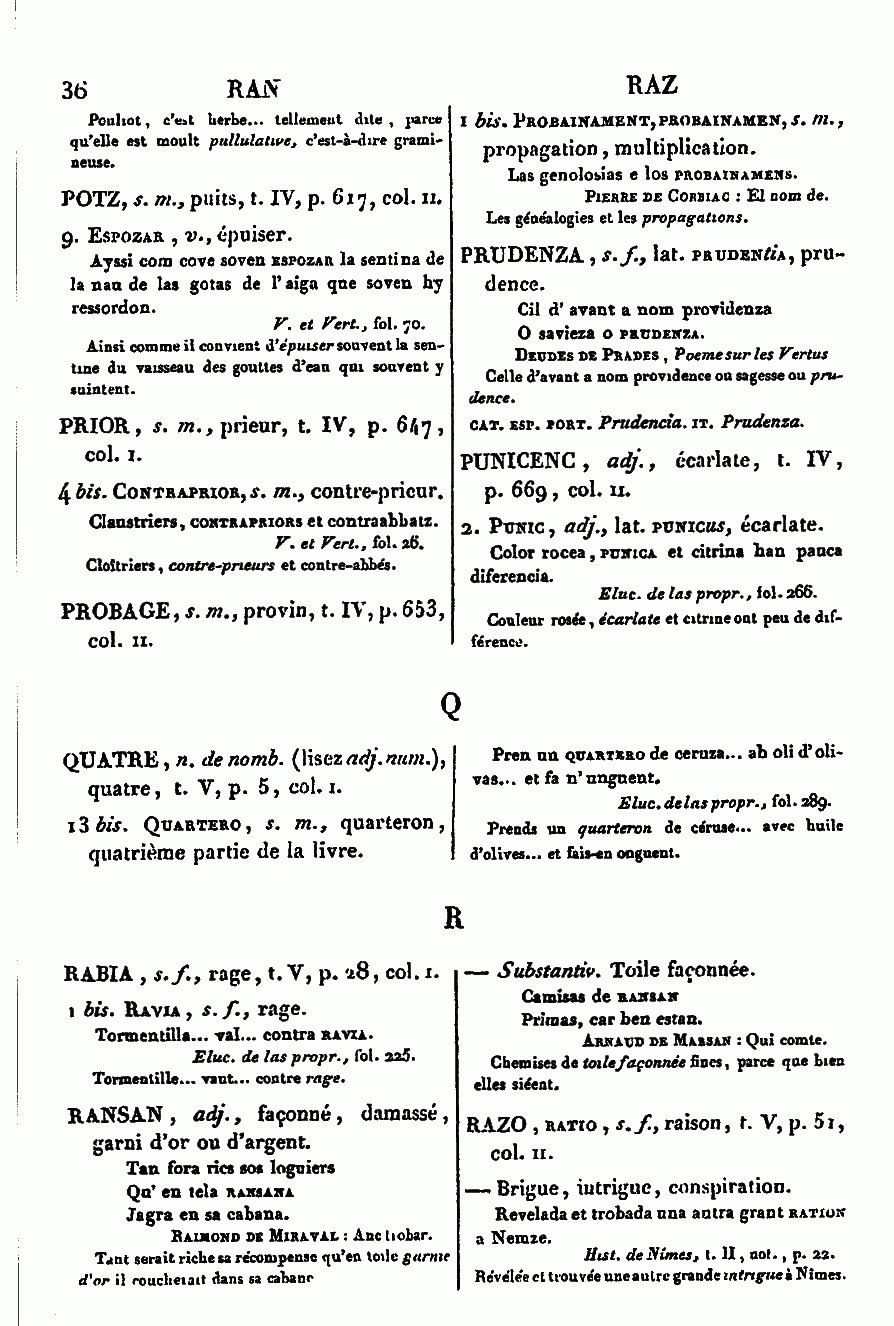 36 RAN RAZ
Pouliot, c'est herbe... tellement dite, parce
qu'elle est moult pullulative, c'est-à-dire grami-
neuse.
POTZ, s. m., puits, t. IV, p. 617, col. II.
9. ESPOZAR, v., épuiser.
Ayssi com cove soven ESPOZAR la sentina de
la nau de las gotas de l'aiga que soven hy
ressordon.
V. et Vert., fol. 70.
Ainsi comme il convient d'épuiser souvent la sen-
tine du vaisseau des gouttes d'eau qui souvent y
suintent.
PRIOR, s. m., prieur, t. IV, p. 647,
col. I.
4 bis. CONTRAPRIOR, s. m., contre-prieur.
Claustriers, CONTRAPRIORS et contraabbatz.
V. et Vert., fol. 26.
Cloîtriers, contre-prieurs et contre-abbés.
PROBAGE, s. m., provin, t. IV, p. 653,
col. II.
1 bis. PROBAINAMENT, PROBAINAMEN, s. m.,
propagation, multiplication.
Las genolosias e los PROBAINAMENS.
PIERRE DE CORBIAC : El nom de.
Les généalogies et les propagations.
PRUDENZA, s. f., lat. PRUDENtiA, pru-
dence.
Cil d'avant a nom providenza
O savieza o PRUDENZA.
DEUDES DE PRADES, Poeme sur les Vertus
Celle d'avant a nom providence ou sagesse ou pru-
dence.
CAT. ESP. PORT. Prudencia. IT. Prudenza.
PUNICENC, adj., écarlate, t. IV,
p. 669, col. II.
2. PUNIC, adj., lat. PUNICus, écarlate.
Color rocea, PUNICA et citrina han pauca
diferencia.
Eluc. de las propr., fol. 266.
Couleur rosée, écarlate et citrine ont peu de dif-
férence.
Q
QUATRE, n. de nomb. (lisez adj. num.),
quatre, t. V, p. 5, col. I.
13 bis. QUARTERO, s. m., quarteron,
quatrième partie de la livre.
Pren un QUARTERO de ceruza... ab oli d'oli-
vas... et fa n'unguent.
Eluc. de las propr., fol. 289.
Prends un quarteron de céruse... avec huile
d'olives... et fais-en onguent.
R
RABIA, s. f., rage, t. V, p. 28, col. I.
1 bis. RAVIA, s. f., rage.
Tormentilla... val... contra RAVIA.
Eluc. de las propr., fol. 225.
Tormentille... vaut... contre rage.
RANSAN, adj., façonné, damassé,
garni d'or ou d'argent.
Tan fora rics sos loguiers
Qu'en tela RANSANA
Jagra en sa cabana.
RAIMOND DE MIRAVAL : Anc trobar.
Tant serait riche sa récompense qu'en toile garnie
d'or il coucherait dans sa cabane
— Substantiv. Toile façonnée.
Camisas de RANSAN
Primas, car ben estan.
ARNAUD DE MARSAN : Qui comte.
Chemises de toile façonnée fines, parce que bien
elles siéent.
RAZO, RATIO, s. f., raison, t. V, p. 51,
col. II.
— Brigue, intrigue, conspiration.
Revelada et trobada una autra grant RATION
a Nemze.
Hist. de Nîmes, t. II, not., p. 22.
Révélée et trouvée une autre grande intrigue à Nîmes.